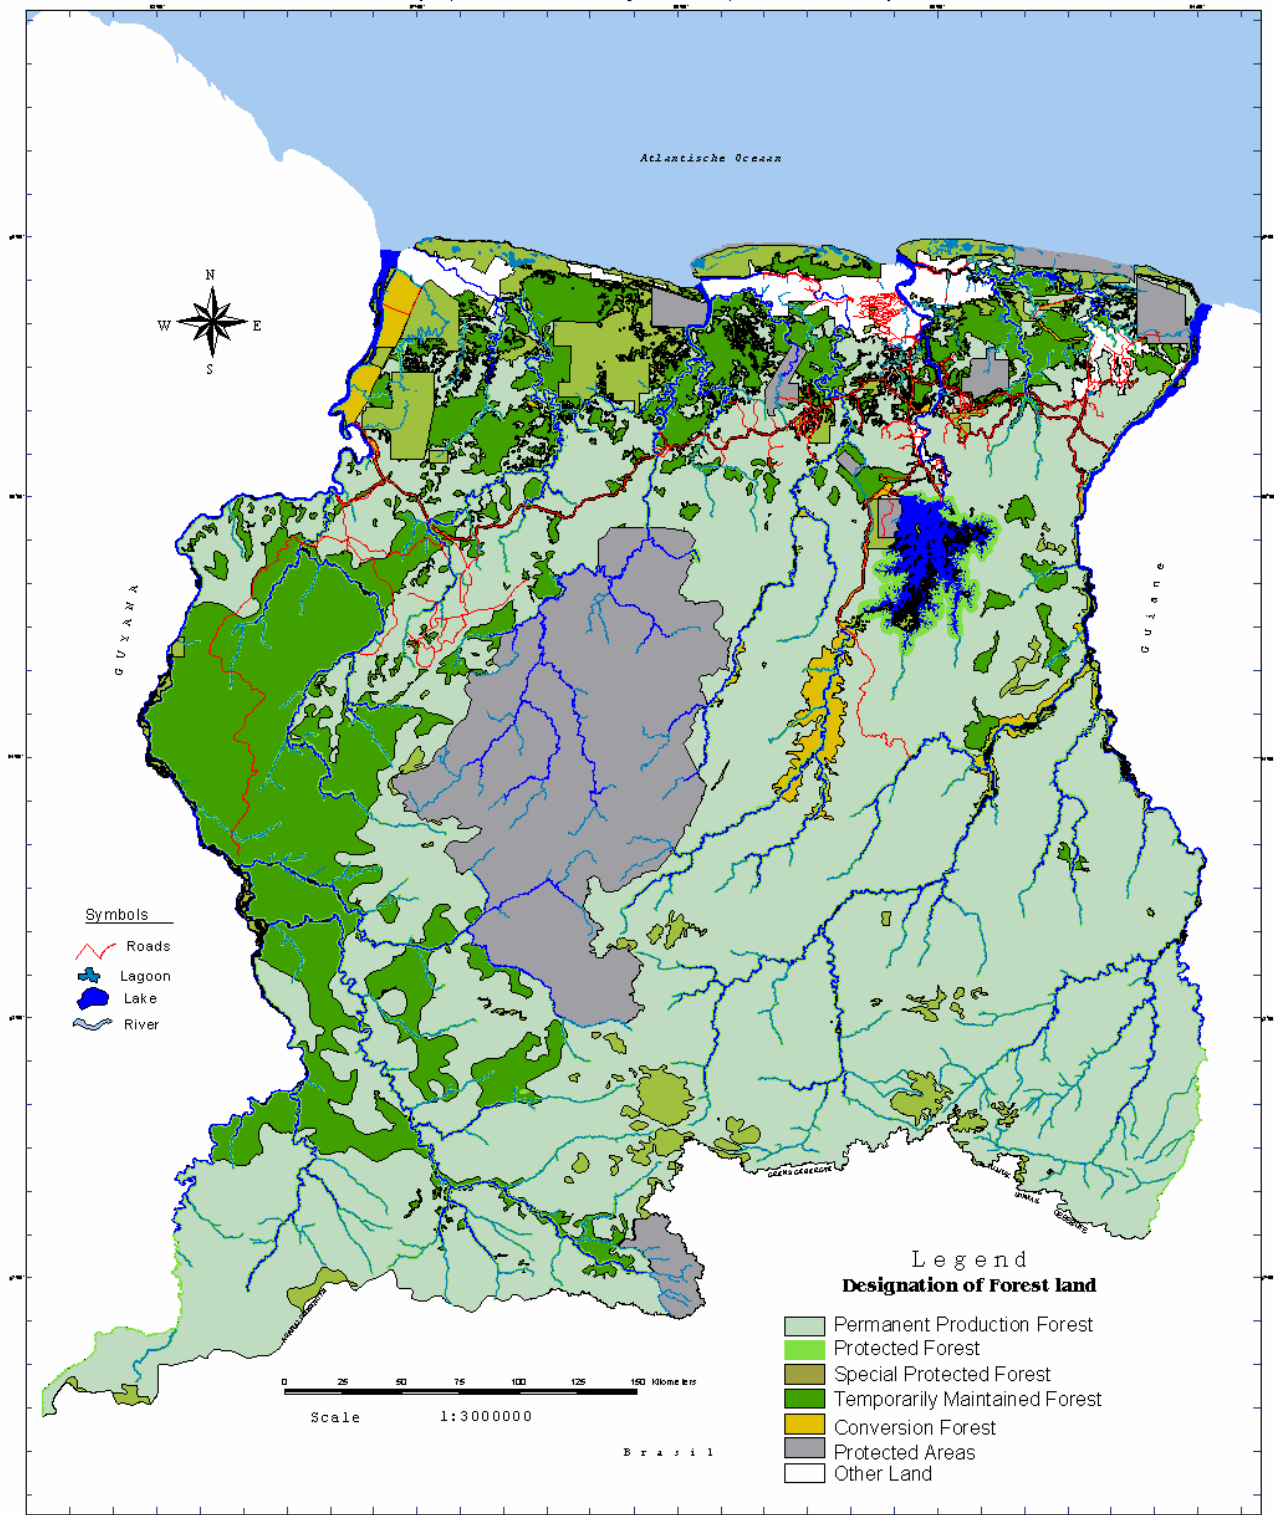 Atlantische Oceaan
N
W E
S
GUYANA
Guiane
Symbols
Roads
Lagoon
Lake
River
GRENSGEBERGTE
Legend
Designation of Forest land
Permanent Production Forest
Protected Forest
Special Protected Forest
Temporarily Maintained Forest
Conversion Forest
Protected Areas
Other Land
0 25 50 75 100 125 150 Kilometers
Scale 1:3000000
Brasil